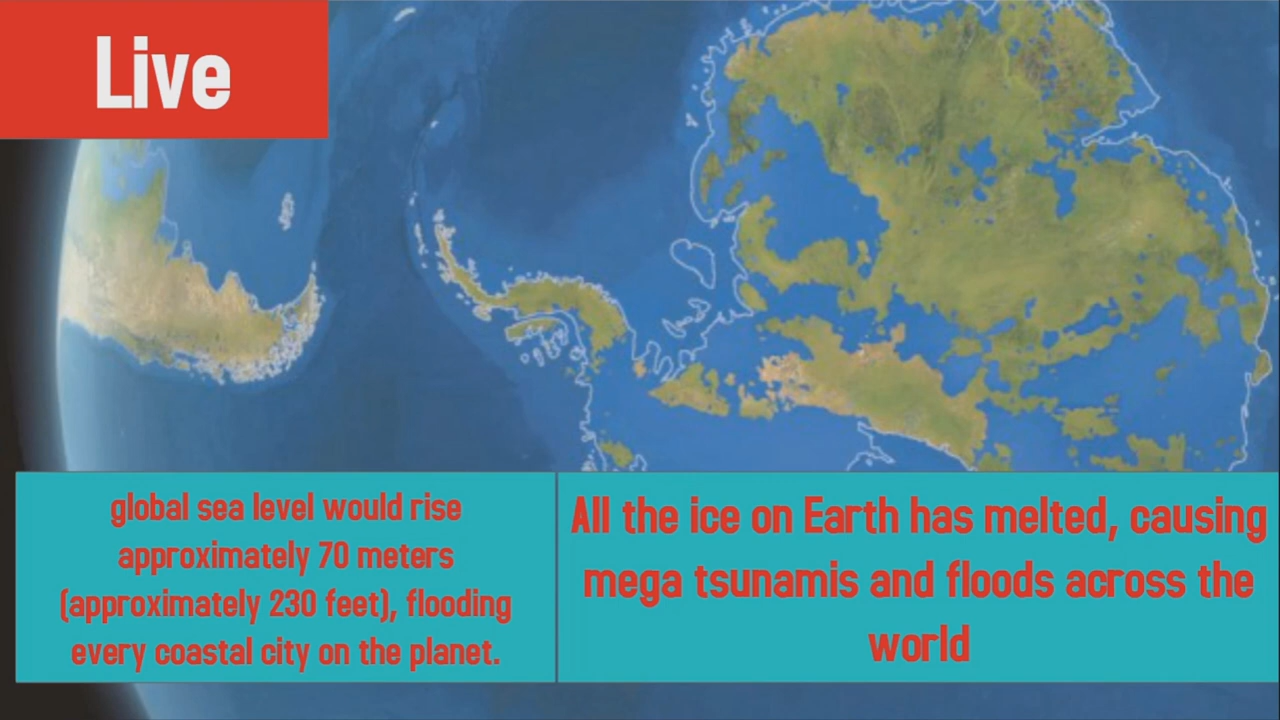 Live
global sea level would rise
approximately 70 meters
(approximately 230 feet), flooding
every coastal city on the planet.
All the ice on Earth has melted, causing
mega tsunamis and floods across the
world